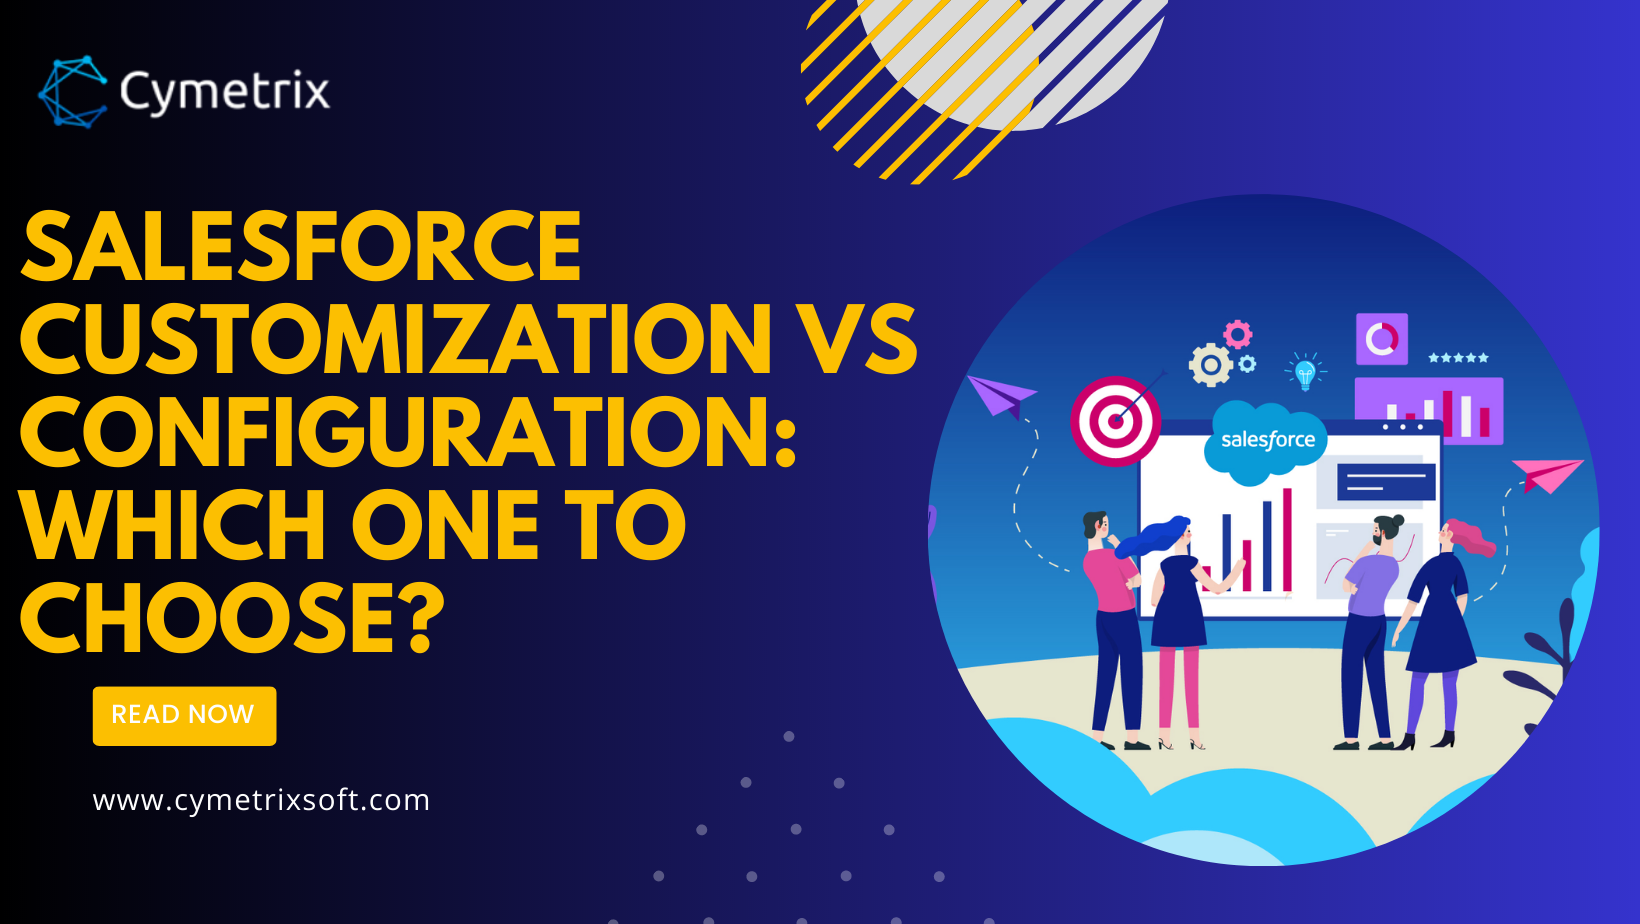 Cymetrix
SALESFORCE
CUSTOMIZATION VS
CONFIGURATION:
WHICH ONE TO
CHOOSE?
READ NOW
www.cymetrixsoft.com
salesforce